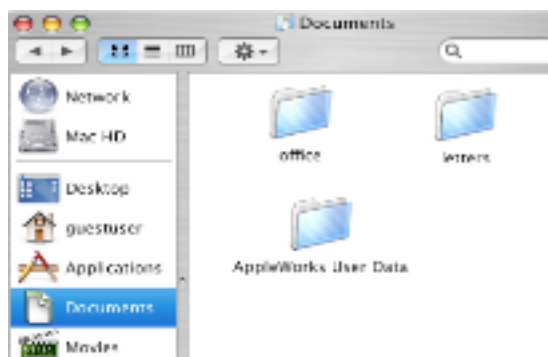 Documents
Network
Mac HD
Desktop
guestuser
Applications
Documents
Movies
office
letters
AppleWorks User Data